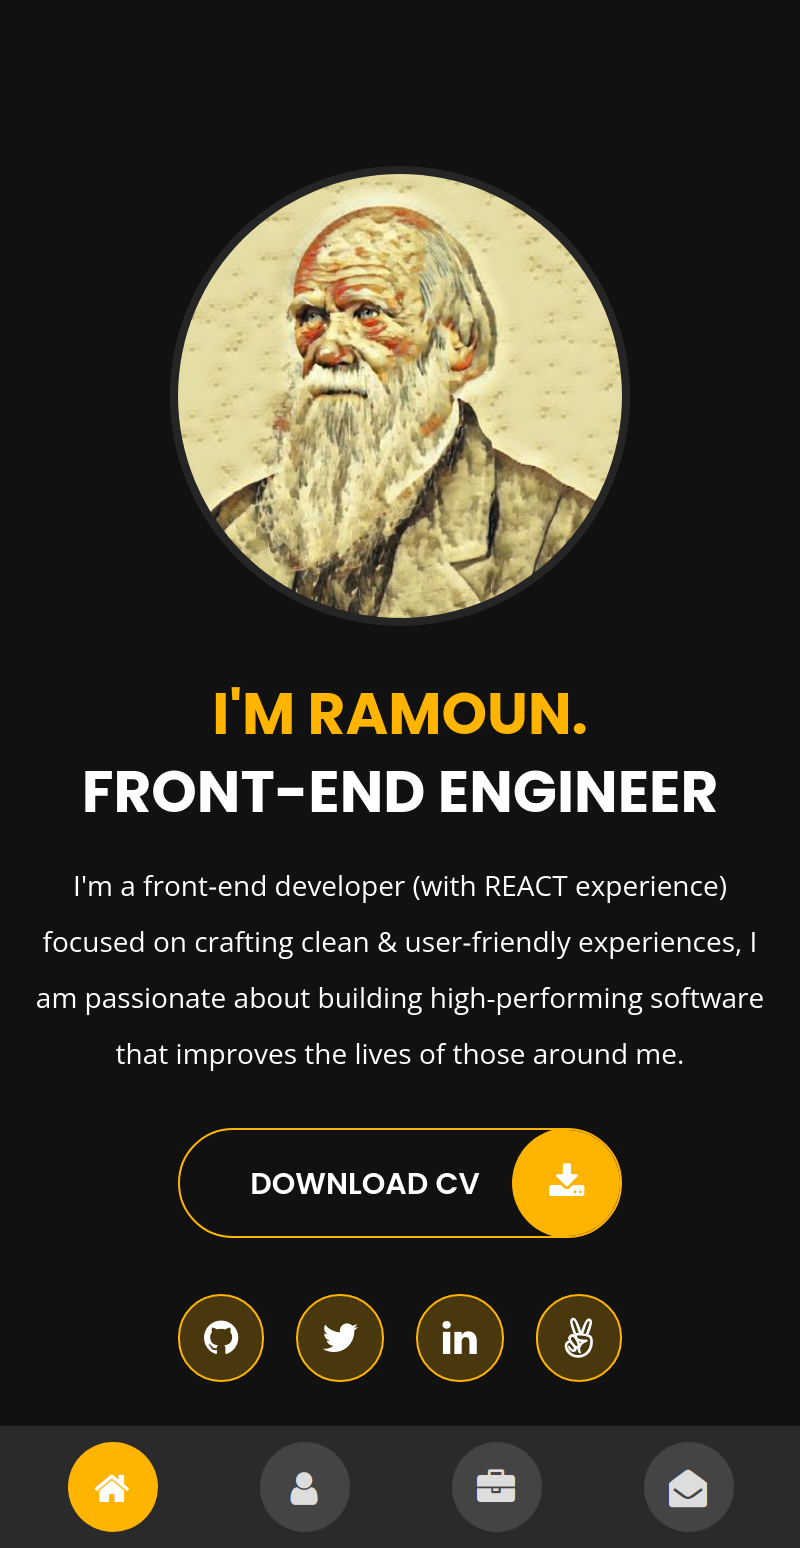 I'M RAMOUN.
FRONT-END ENGINEER
I'm a front-end developer (with REACT experience)
focused on crafting clean & user-friendly experiences, I
am passionate about building high-performing software
that improves the lives of those around me.
DOWNLOAD CV